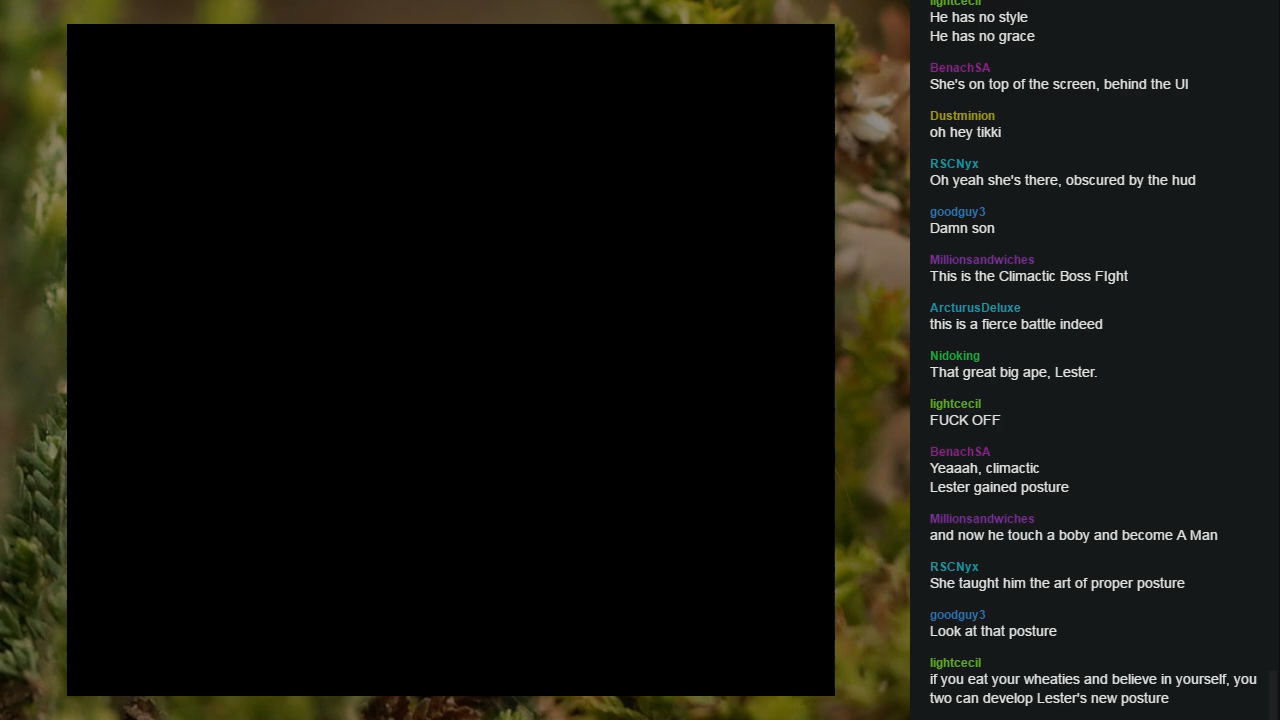 lightcecil
He has no style
He has no grace
BenachSA
She's on top of the screen, behind the UI
Dustminion
oh hey tikki
RSCNyx
Oh yeah she's there, obscured by the hud
goodguy3
Damn son
Millionsandwiches
This is the Climactic Boss FIght
ArcturusDeluxe
this is a fierce battle indeed
Nidoking
That great big ape, Lester.
lightcecil
FUCK OFF
BenachSA
Yeaaah, climactic
Lester gained posture
Millionsandwiches
and now he touch a boby and become A Man
RSCNyx
She taught him the art of proper posture
goodguy3
Look at that posture
lightcecil
if you eat your wheaties and believe in yourself, you
two can develop Lester's new posture